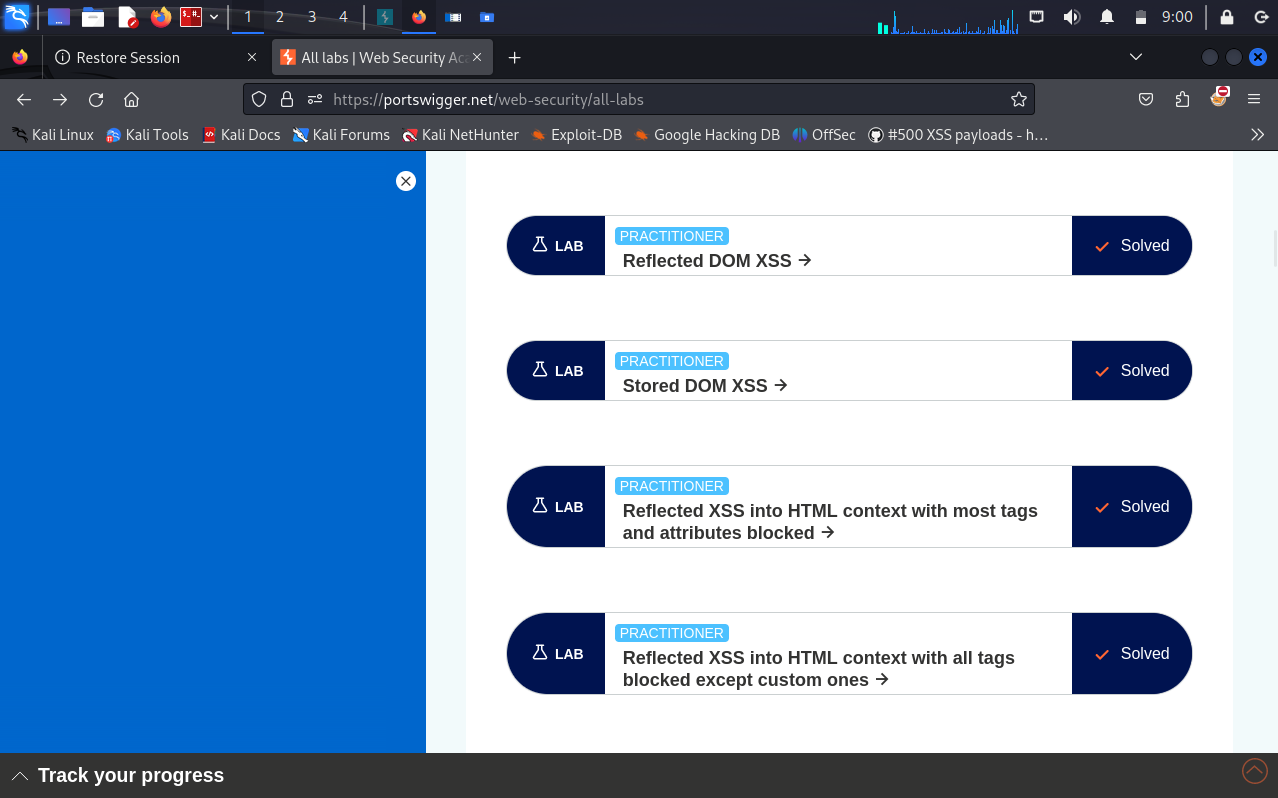 1 2 3 4 9:00
Restore Session
All labs | Web Security Aca
https://portswigger.net/web-security/all-labs
Kali Linux Kali Tools Kali Docs Kali Forums Kali NetHunter Exploit-DB Google Hacking DB OffSec #500 XSS payloads - h…
LAB PRACTITIONER
Reflected DOM XSS → Solved
LAB PRACTITIONER
Stored DOM XSS → Solved
LAB PRACTITIONER
Reflected XSS into HTML context with most tags
and attributes blocked → Solved
LAB PRACTITIONER
Reflected XSS into HTML context with all tags
blocked except custom ones → Solved
Track your progress